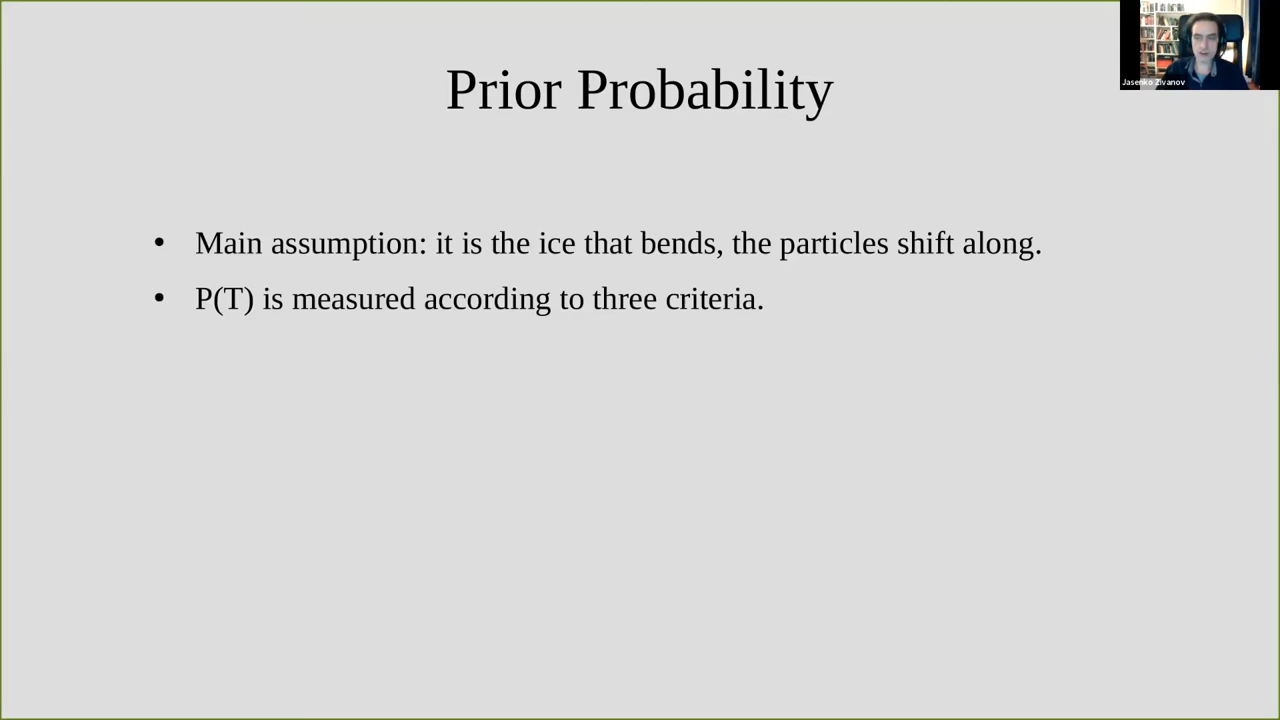 Jasenko Zivanov
Prior Probability
• Main assumption: it is the ice that bends, the particles shift along.
• P(T) is measured according to three criteria.